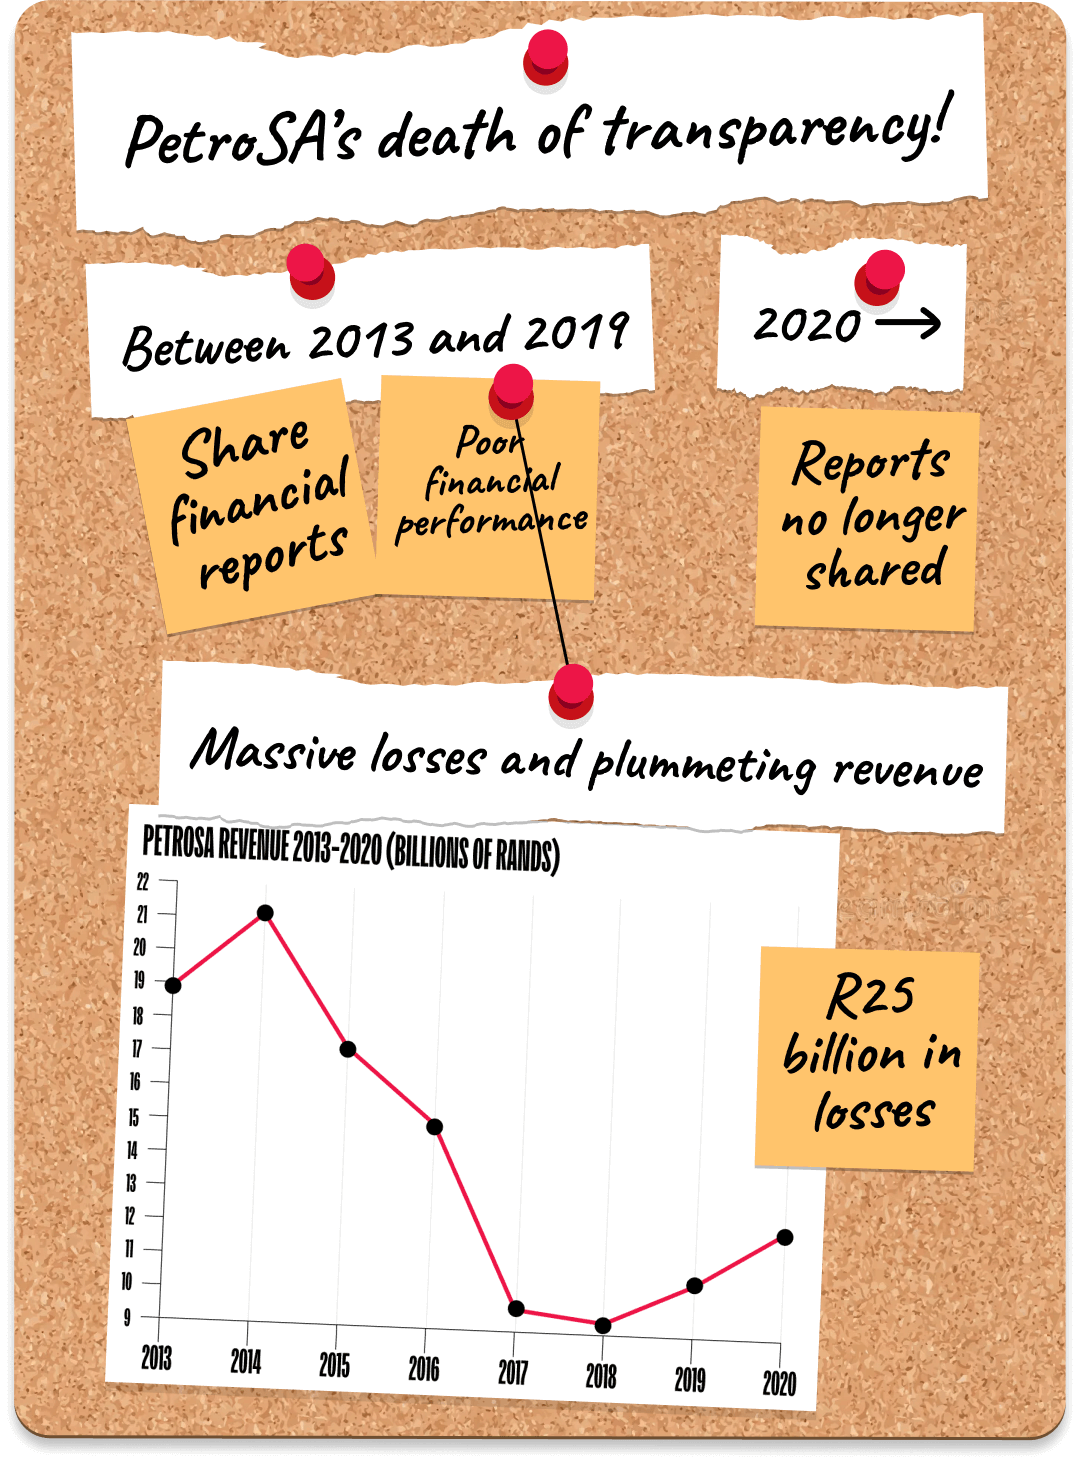 PetroSA's death of transparency!
Between 2013 and 2019
2020 →
Share
financial
reports
Poor
financial
performance
Reports
no longer
shared
Massive losses and plummeting revenue
PETROSA REVENUE 2013-2020 (BILLIONS OF RANDS)
22
21
20
19
18
17
16
15
14
13
12
11
10
9
2013 2014 2015 2016 2017 2018 2019 2020
R25
billion in
losses